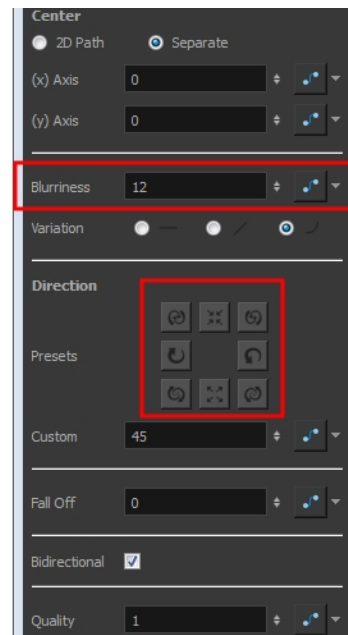 Center
2D Path Separate
(x) Axis 0
(y) Axis 0
Blurriness 12
Variation
Direction
Presets
Custom 45
Fall Off 0
Bidirectional
Quality 1